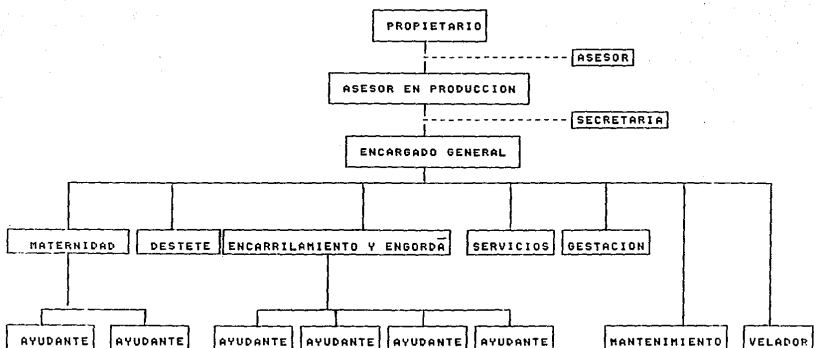 PROPIETARIO
ASESOR
ASESOR EN PRODUCCION
SECRETARIA
ENCARGADO GENERAL
MATERNIDAD DESTETE ENCARRILAMIENTO Y ENGORDA SERVICIOS GESTACION
AYUDANTE AYUDANTE AYUDANTE AYUDANTE AYUDANTE AYUDANTE MANTENIMIENTO VELADOR